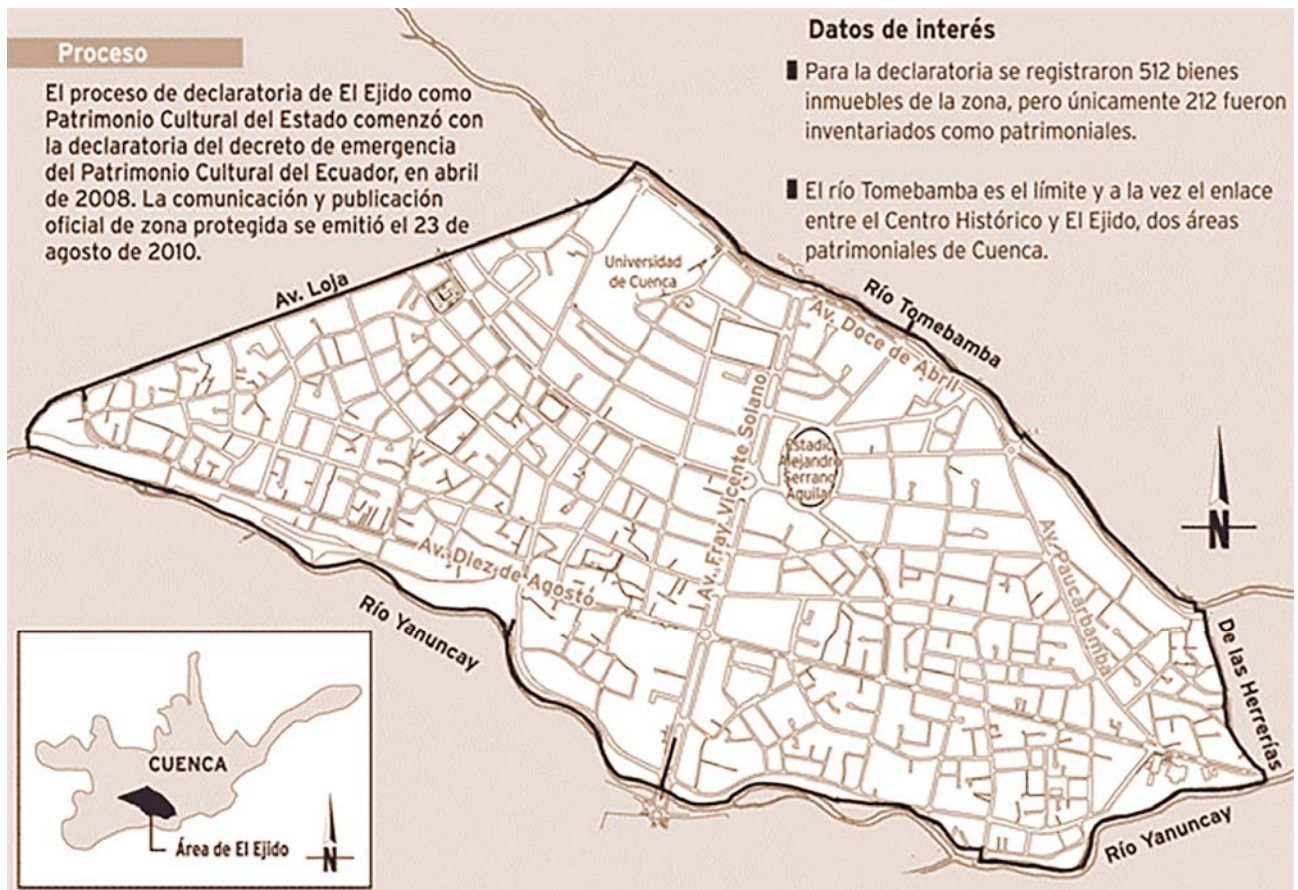 Proceso
El proceso de declaratoria de El Ejido como
Patrimonio Cultural del Estado comenzó con
la declaratoria del decreto de emergencia
del Patrimonio Cultural del Ecuador, en abril
de 2008. La comunicación y publicación
oficial de zona protegida se emitió el 23 de
agosto de 2010.
Datos de interés
Para la declaratoria se registraron 512 bienes
inmuebles de la zona, pero únicamente 212 fueron
inventariados como patrimoniales.
El río Tomebamba es el límite y a la vez el enlace
entre el Centro Histórico y El Ejido, dos áreas
patrimoniales de Cuenca.
Av. Loja
Universidad
de Cuenca
Río Tomebamba
Av. Doce de Abril
Av. Fray Vicente Solano
Estadio
Alejandro
Serrano
Aguilar
Av. Paucarbamba
Av. Diez de Agosto
Río Yanuncay
De las Herrerías
Río Yanuncay
N
CUENCA
Área de El Ejido
N